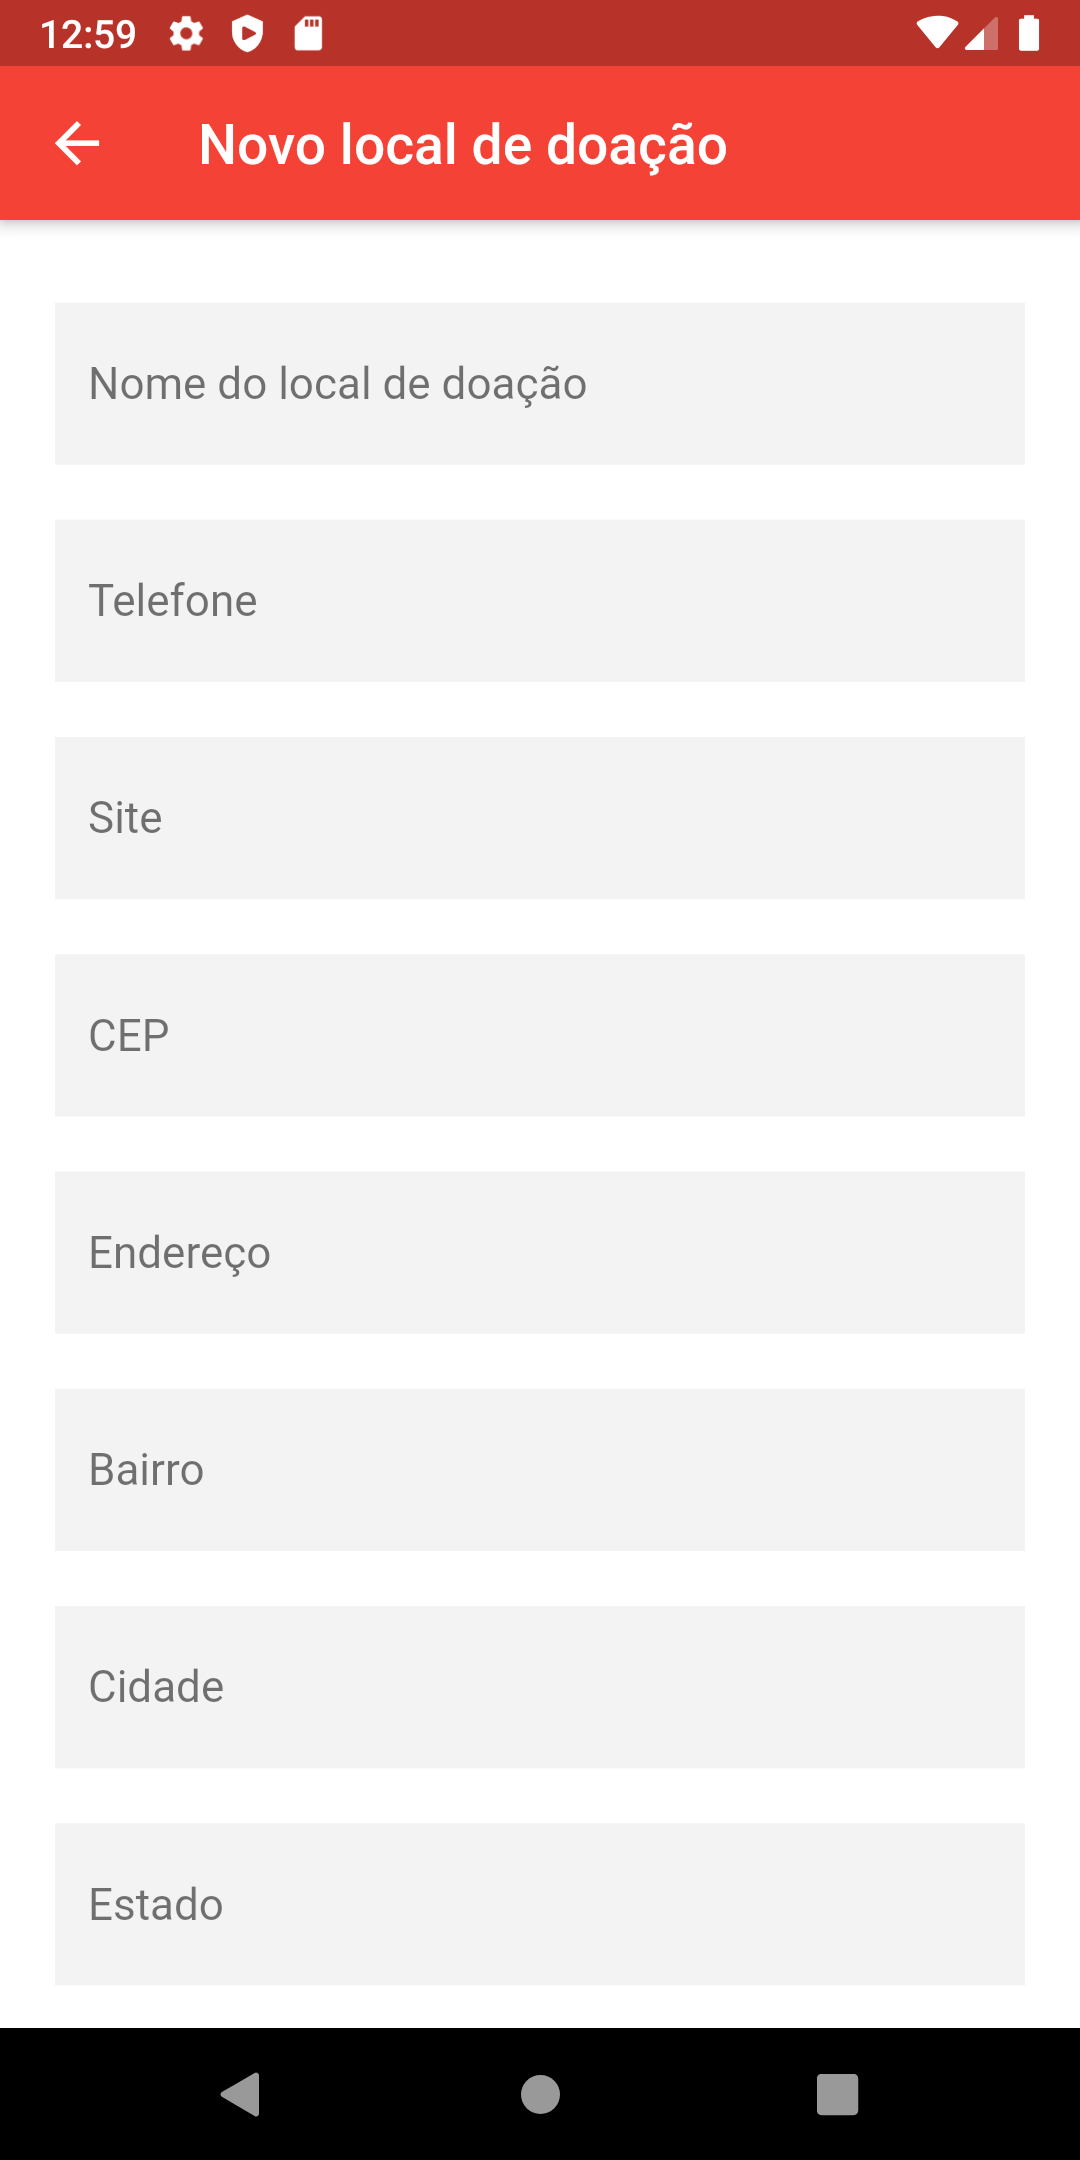 12:59
Novo local de doação
Nome do local de doação
Telefone
Site
CEP
Endereço
Bairro
Cidade
Estado